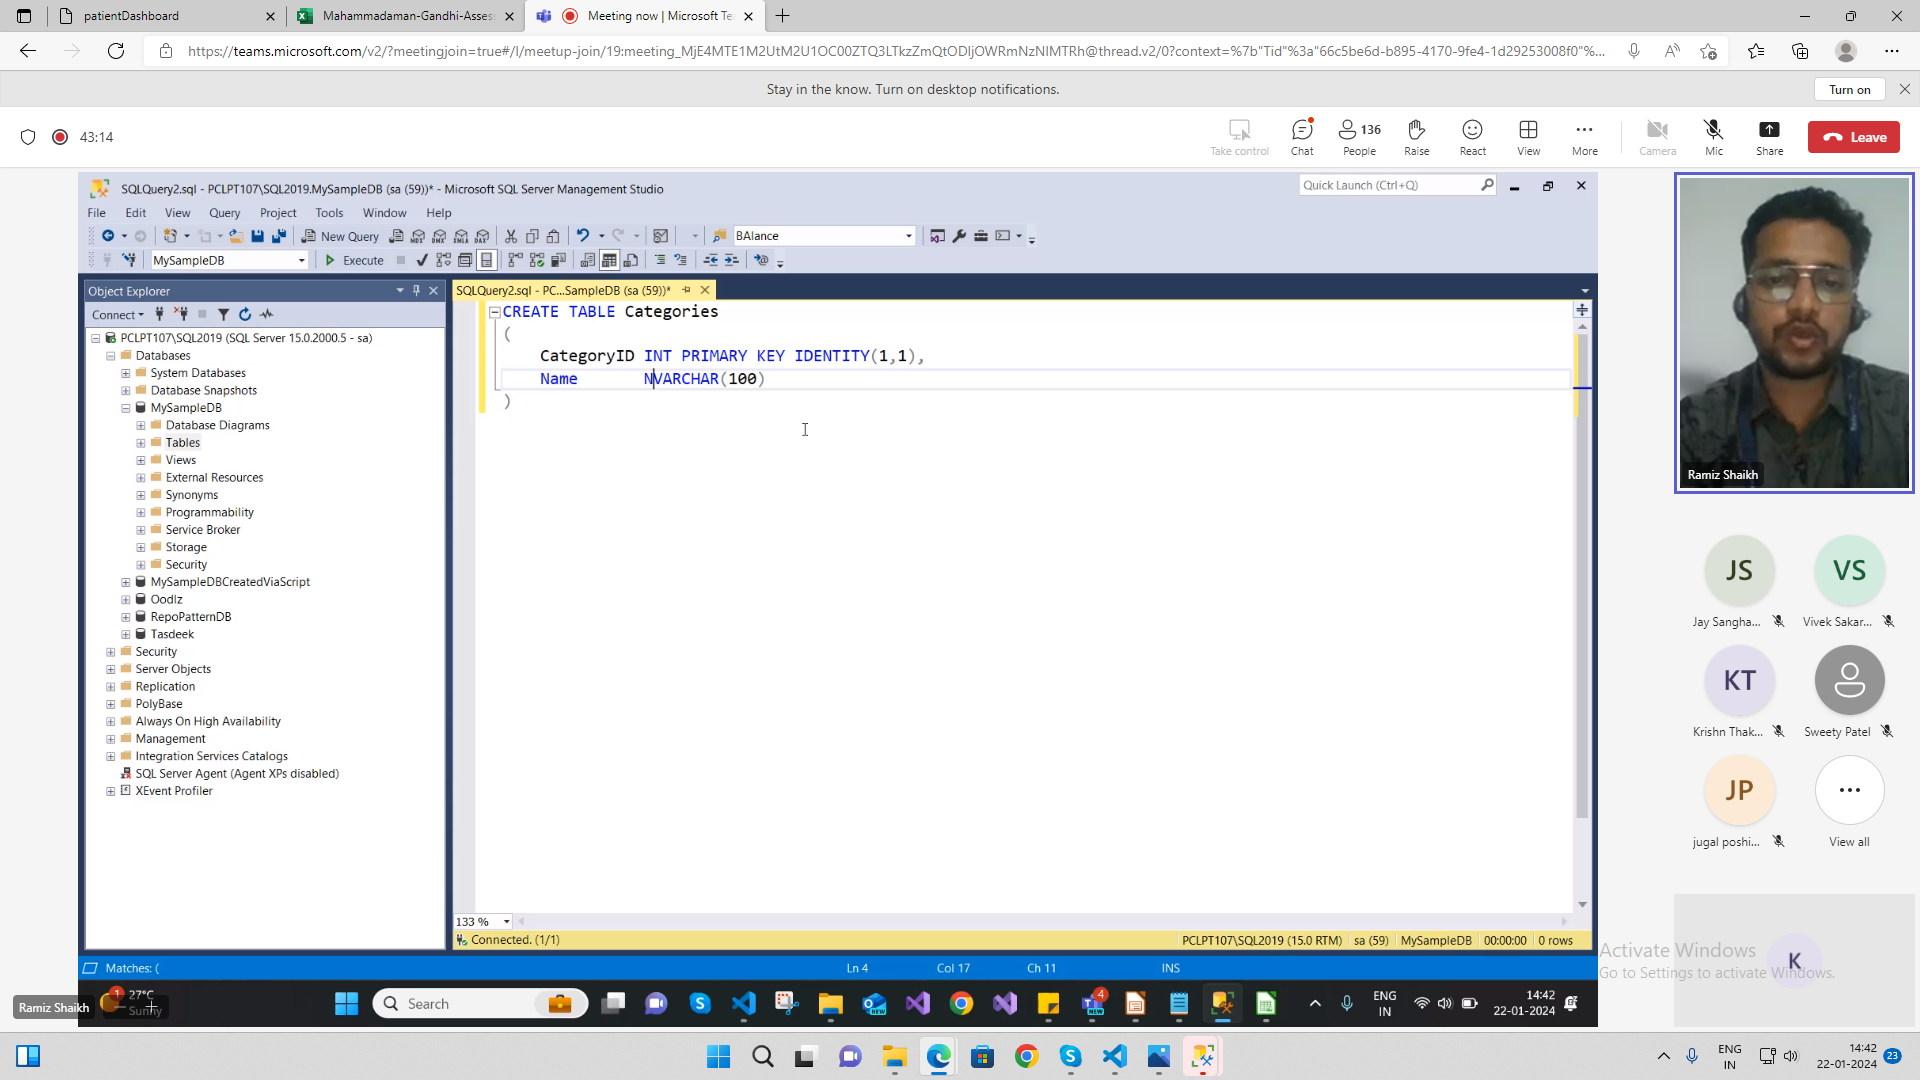 patientDashboard
Mahammadaman-Gandhi-Assess
Meeting now | Microsoft Te
https://teams.microsoft.com/v2/?meetingjoin=true#/l/meetup-join/19:meeting_MjE4MTE1M2UtM2U1OC00ZTQ3LTkzZmQtODljOWRmNzNlMTRh@thread.v2/0?context=%7b"Tid"%3a"66c5be6d-b895-4170-9fe4-1d29253008f0"%...
Stay in the know. Turn on desktop notifications.
Turn on
43:14
136
Take control
Chat
People
Raise
React
View
More
Camera
Mic
Share
Leave
SQLQuery2.sql - PCLPT107\SQL2019.MySampleDB (sa (59))* - Microsoft SQL Server Management Studio
Quick Launch (Ctrl+Q)
File Edit View Query Project Tools Window Help
New Query
BAlance
MySampleDB
Execute
Object Explorer
SQLQuery2.sql - PC...SampleDB (sa (59))*
Connect
PCLPT107\SQL2019 (SQL Server 15.0.2000.5 - sa)
Databases
System Databases
Database Snapshots
MySampleDB
Database Diagrams
Tables
Views
External Resources
Synonyms
Programmability
Service Broker
Storage
Security
MySampleDBCreatedViaScript
Oodlz
RepoPatternDB
Tasdeek
Security
Server Objects
Replication
PolyBase
Always On High Availability
Management
Integration Services Catalogs
SQL Server Agent (Agent XPs disabled)
XEvent Profiler
CREATE TABLE Categories
(
CategoryID INT PRIMARY KEY IDENTITY(1,1),
Name NVARCHAR(100)
)
133 %
Connected. (1/1)
PCLPT107\SQL2019 (15.0 RTM)
sa (59)
MySampleDB
00:00:00
0 rows
Matches: (
Ln 4
Col 17
Ch 11
INS
Ramiz Shaikh
JS
VS
Jay Sangha...
Vivek Sakar...
KT
Krishn Thak...
Sweety Patel
JP
jugal poshi...
View all
K
Activate Windows
Go to Settings to activate Windows.
Ramiz Shaikh
1
27°C
Sunny
Search
NEW
4
NEW
ENG
IN
14:42
22-01-2024
ENG
IN
14:42
22-01-2024
23